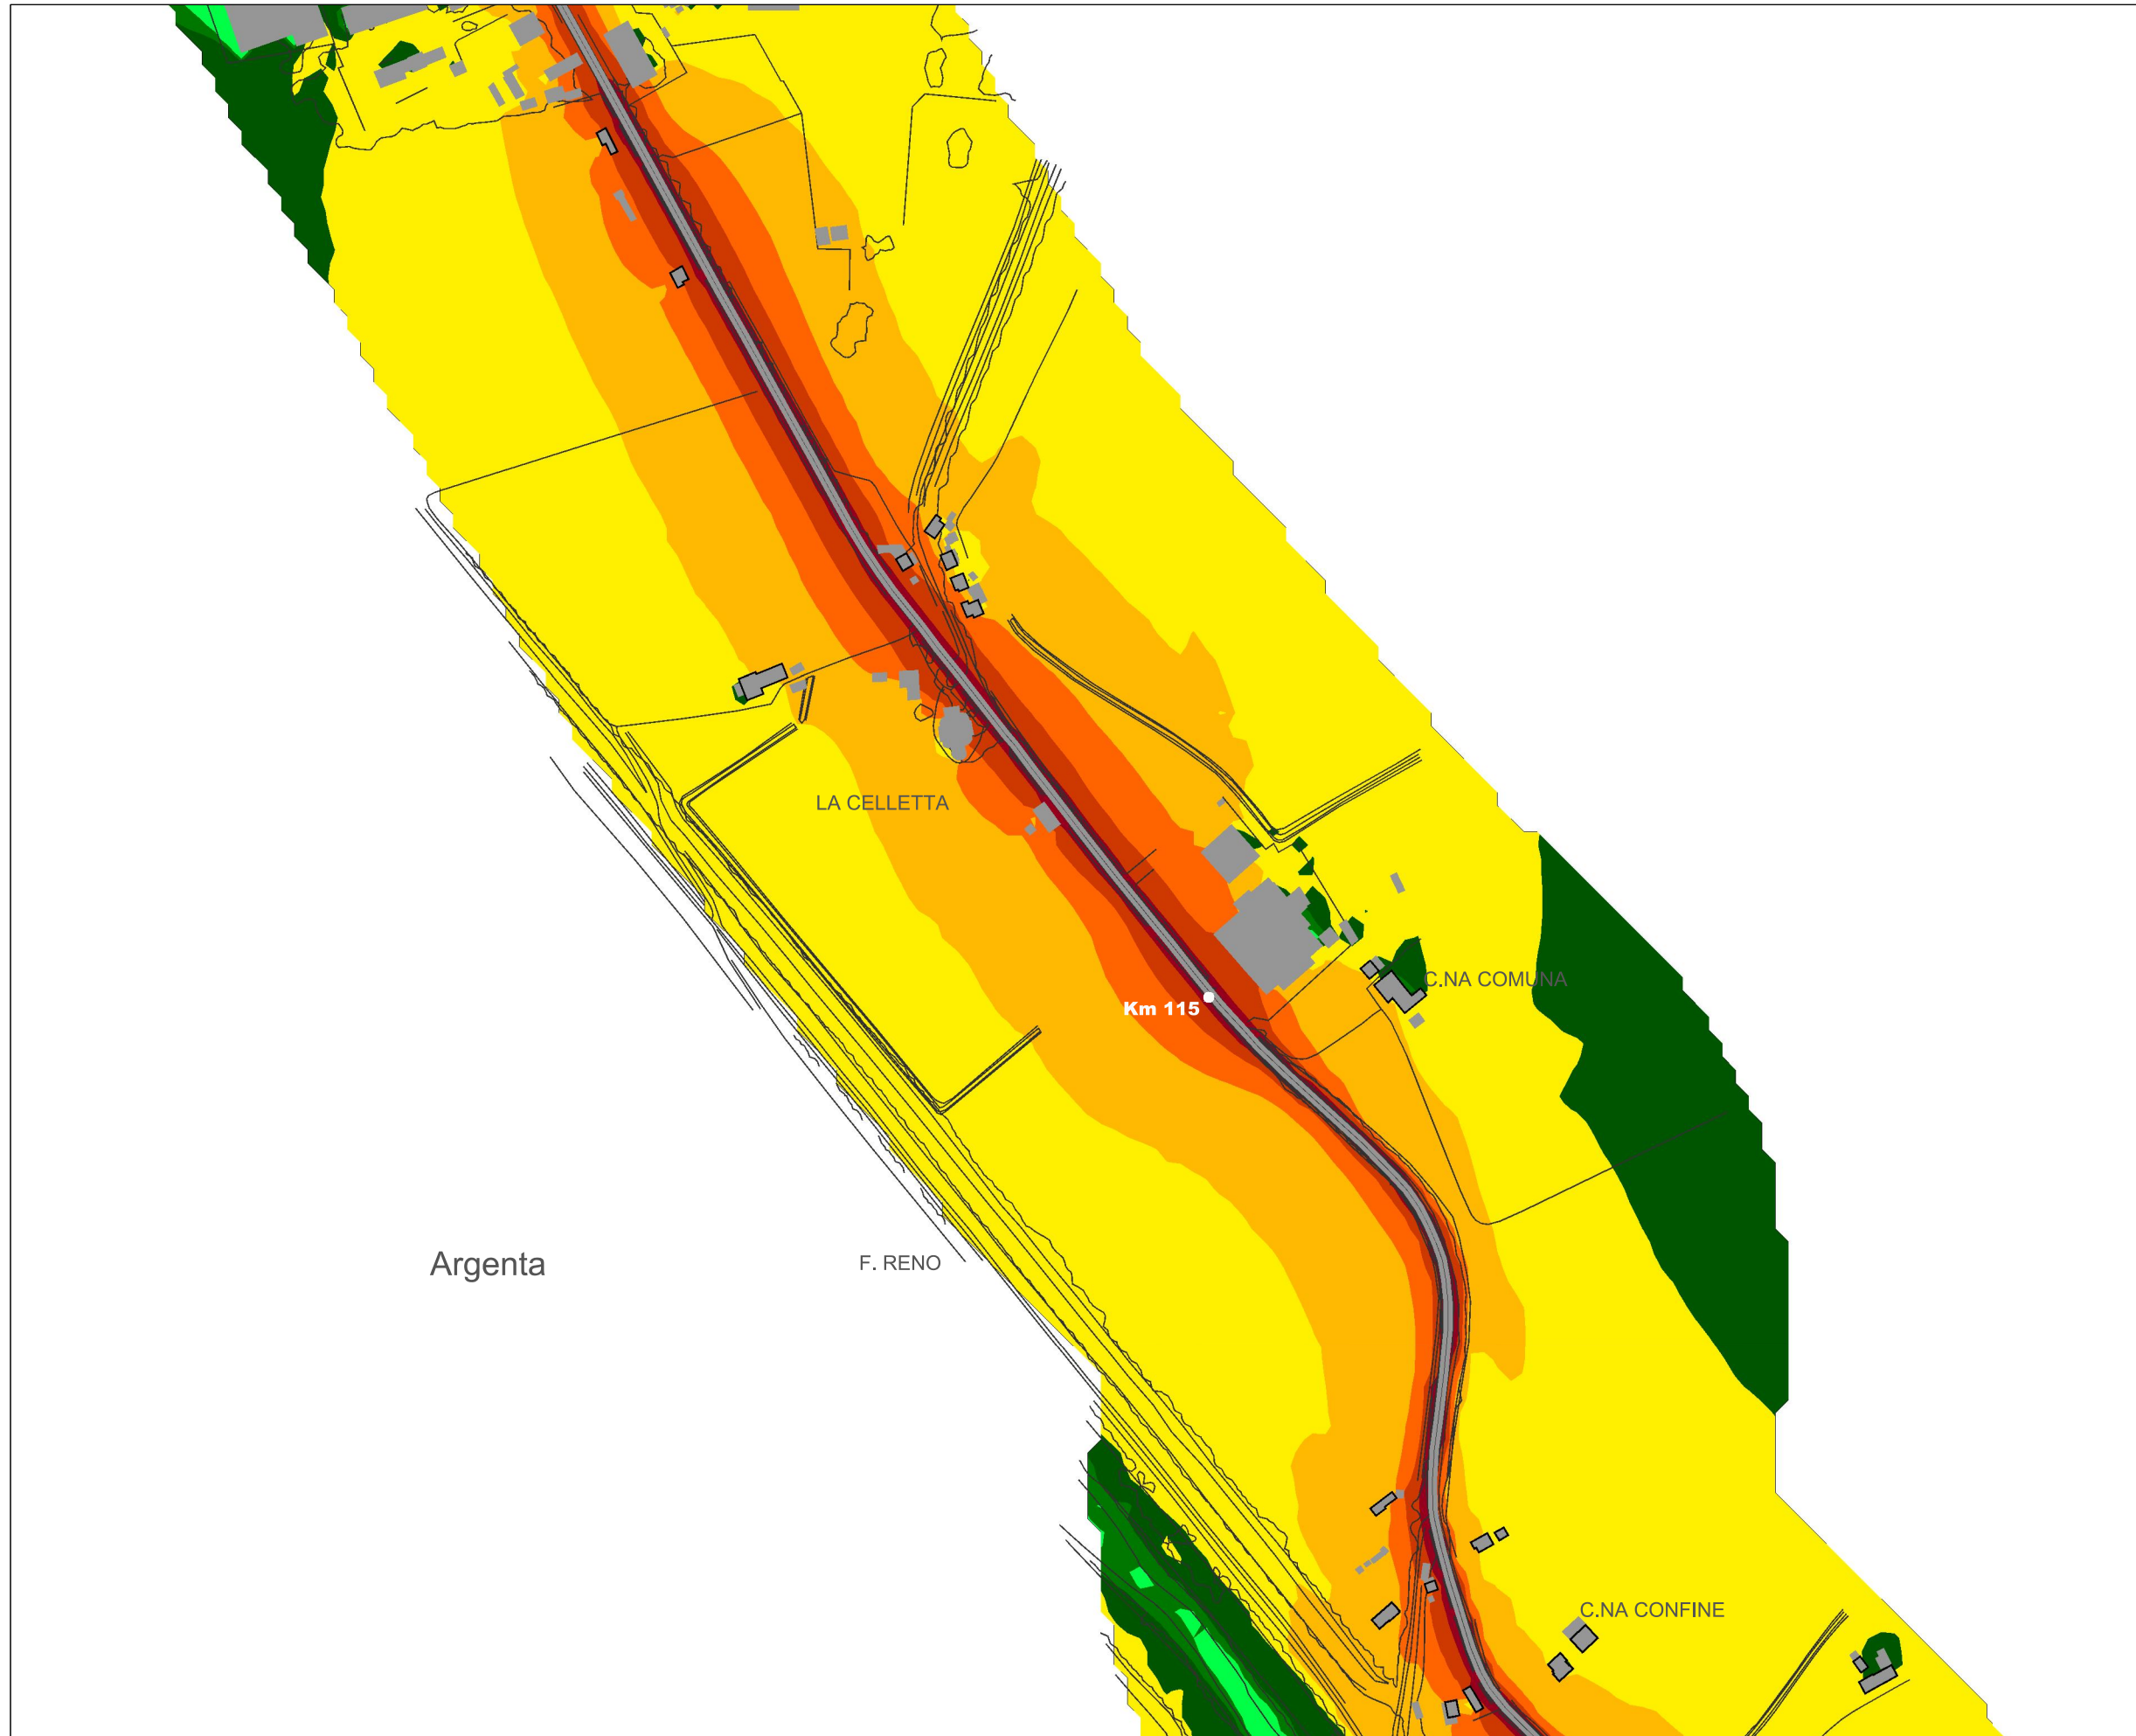 LA CELLETTA
C.NA COMUNA
Km 115
Argenta
F. RENO
C.NA CONFINE